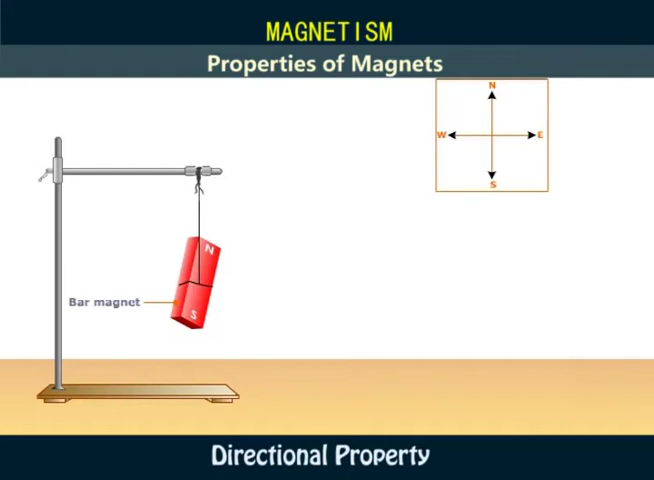 MAGNETISM
Properties of Magnets
N
W E
S
N
Bar magnet
S
Directional Property